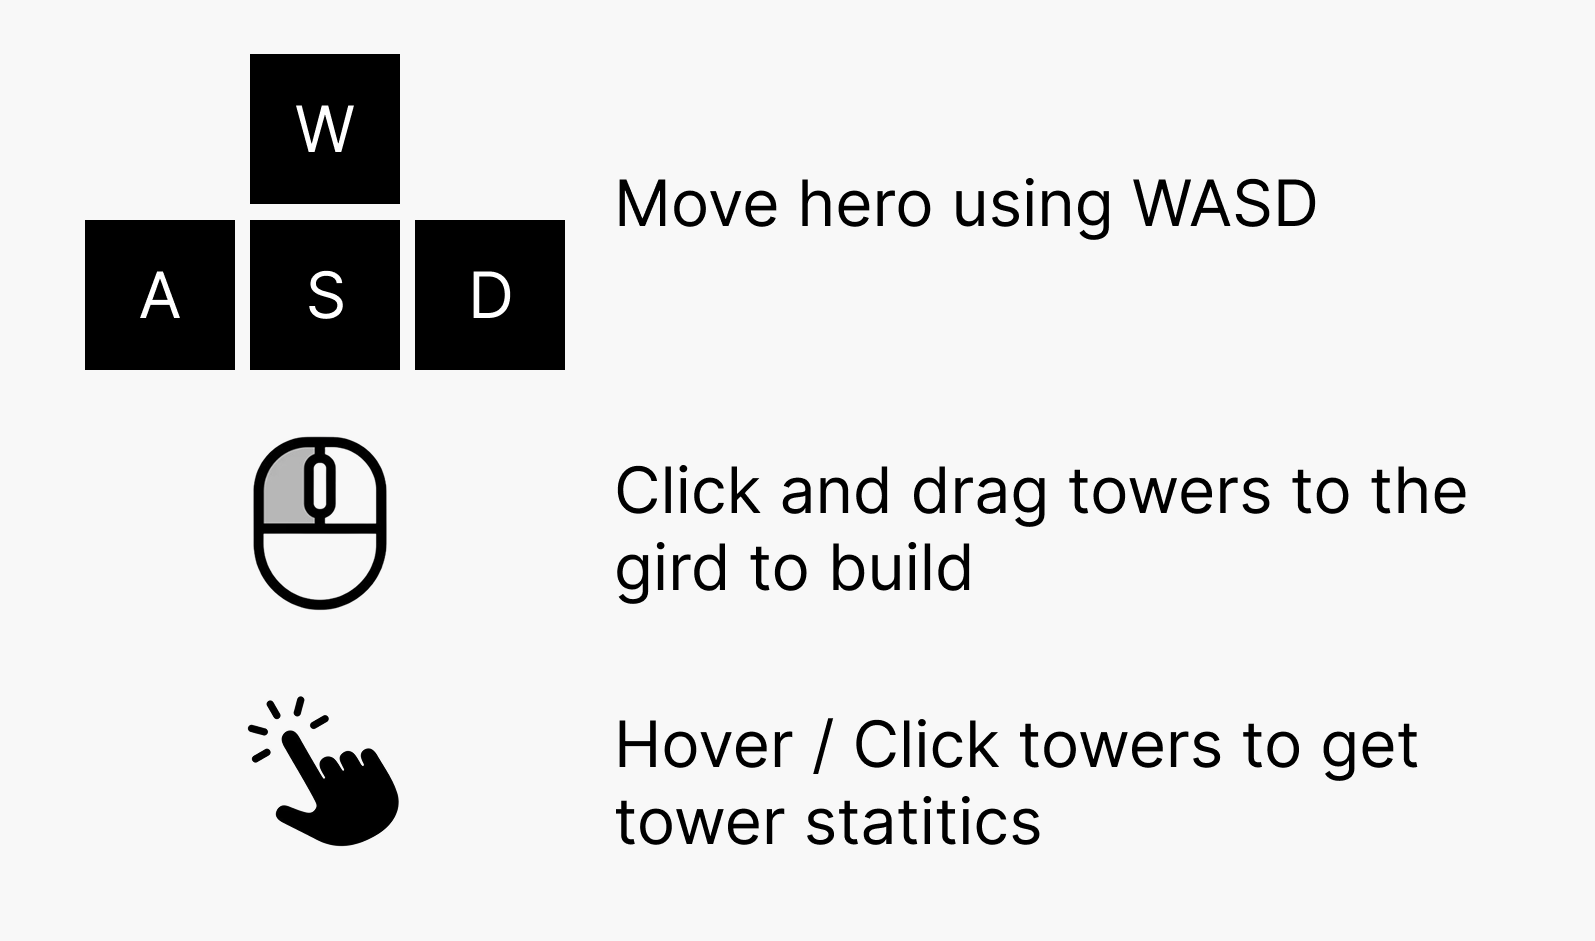 W
A S D
Move hero using WASD
Click and drag towers to the
gird to build
Hover / Click towers to get
tower statitics